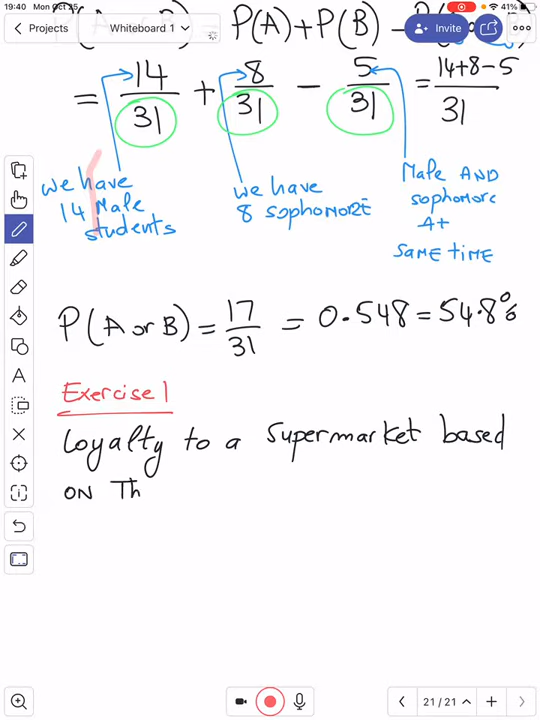 19:40 Mon Oct 25 41%
Projects Whiteboard 1 Invite
P(A or B) = P(A) + P(B) -
= 14/31 + 8/31 - 5/31 = 14+8-5/31
we have
14 Male
students
we have
8 sophomore
Male AND
sophomore
At
same time
P(A or B) = 17/31 = 0.548 = 54.8%
Exercise 1
Loyalty to a supermarket based
on Th
21/21